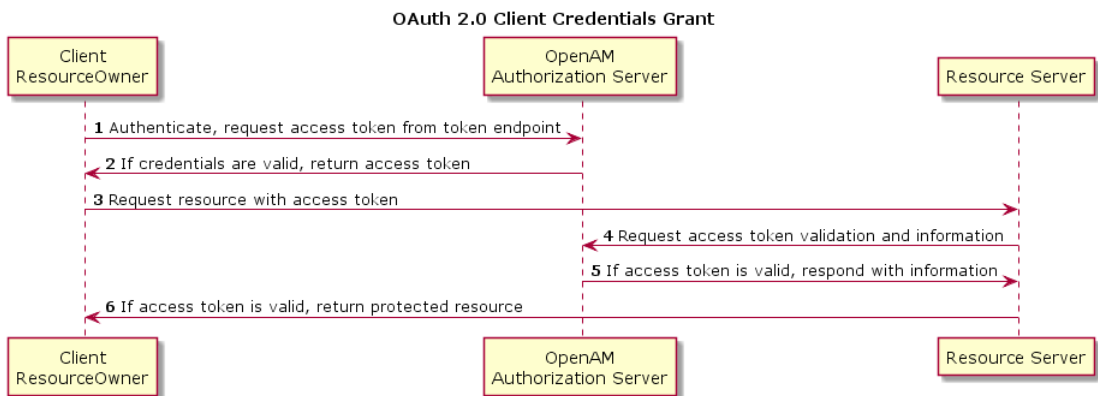 OAuth 2.0 Client Credentials Grant
Client
ResourceOwner
OpenAM
Authorization Server
Resource Server
1 Authenticate, request access token from token endpoint
2 If credentials are valid, return access token
3 Request resource with access token
4 Request access token validation and information
5 If access token is valid, respond with information
6 If access token is valid, return protected resource
Client
ResourceOwner
OpenAM
Authorization Server
Resource Server